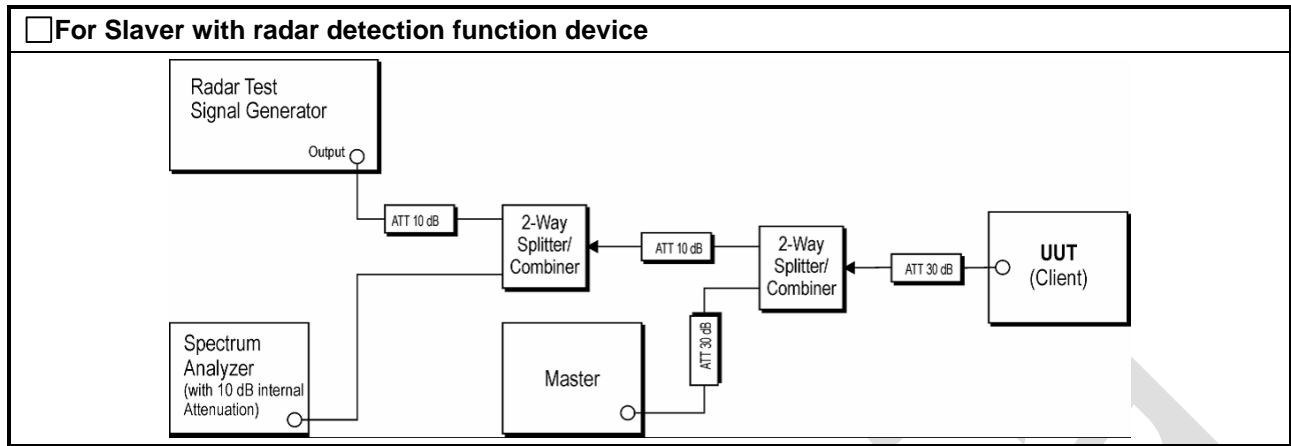 ☐For Slaver with radar detection function device
Radar Test
Signal Generator
Output
ATT 10 dB
2-Way
Splitter/
Combiner
ATT 10 dB
2-Way
Splitter/
Combiner
ATT 30 dB
UUT
(Client)
Spectrum
Analyzer
(with 10 dB internal
Attenuation)
Master
ATT 30 dB